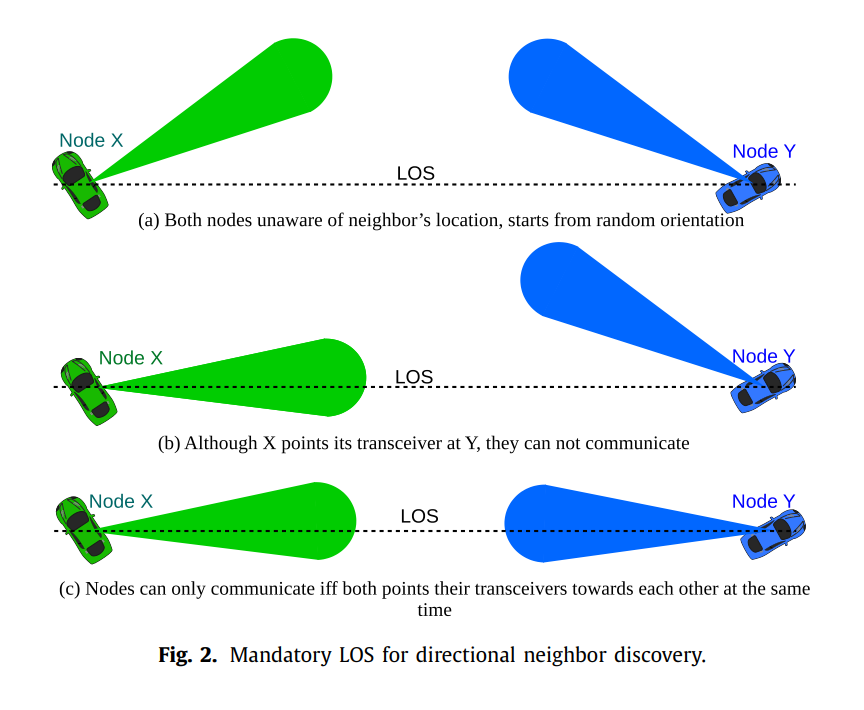 Node X
Node Y
LOS
(a) Both nodes unaware of neighbor’s location, starts from random orientation
Node X
Node Y
LOS
(b) Although X points its transceiver at Y, they can not communicate
Node X
Node Y
LOS
(c) Nodes can only communicate iff both points their transceivers towards each other at the same
time
Fig. 2. Mandatory LOS for directional neighbor discovery.